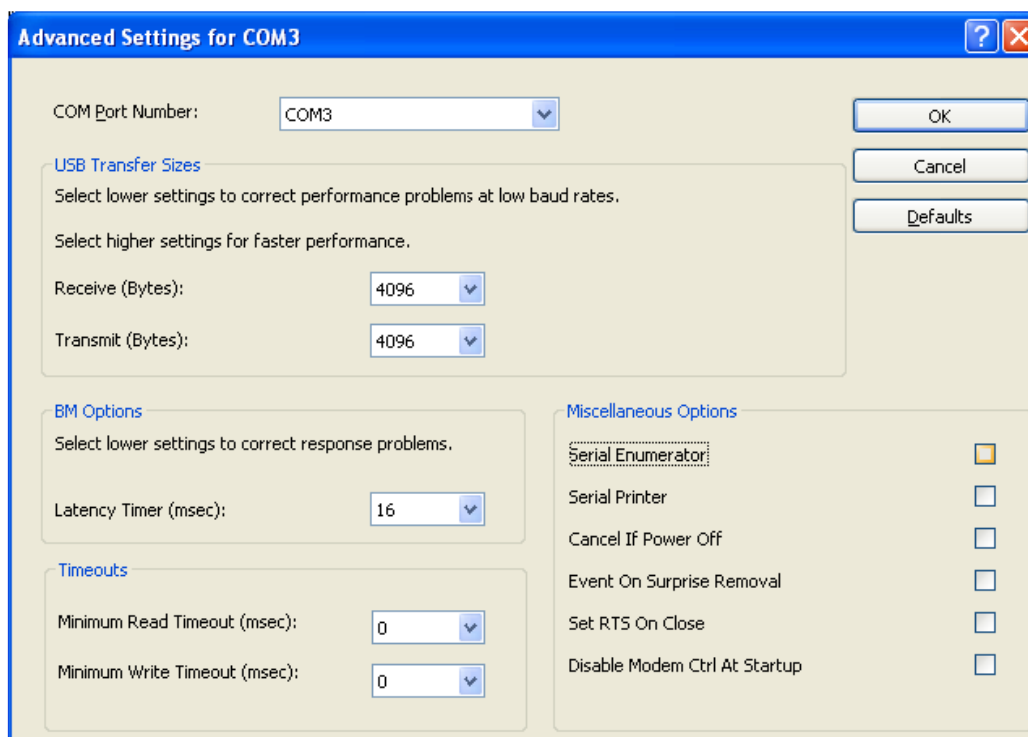 Advanced Settings for COM3
COM Port Number:
COM3
OK
Cancel
Defaults
USB Transfer Sizes
Select lower settings to correct performance problems at low baud rates.
Select higher settings for faster performance.
Receive (Bytes):
4096
Transmit (Bytes):
4096
BM Options
Select lower settings to correct response problems.
Latency Timer (msec):
16
Timeouts
Minimum Read Timeout (msec):
0
Minimum Write Timeout (msec):
0
Miscellaneous Options
Serial Enumerator
Serial Printer
Cancel If Power Off
Event On Surprise Removal
Set RTS On Close
Disable Modem Ctrl At Startup